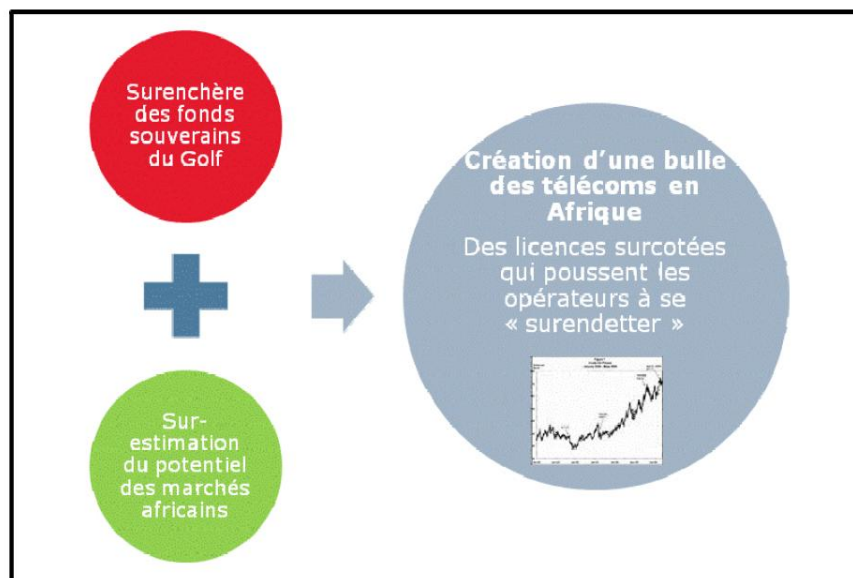 Surenchère
des fonds
souverains
du Golf
Sur-
estimation
du potentiel
des marchés
africains
Création d'une bulle
des télécoms en
Afrique
Des licences surcotées
qui poussent les
opérateurs à se
« surendetter »